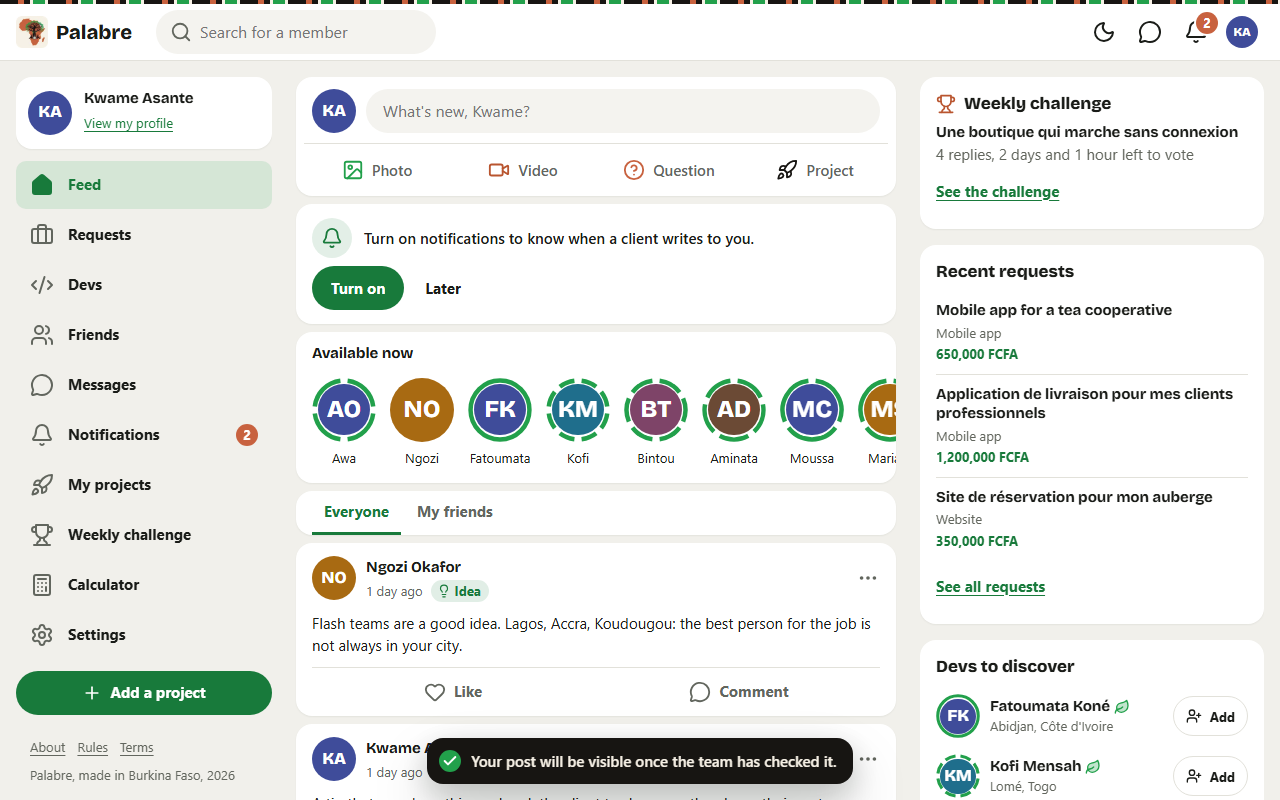 Palabre
Search for a member
2
KA
KA
Kwame Asante
View my profile
Feed
Requests
Devs
Friends
Messages
Notifications
2
My projects
Weekly challenge
Calculator
Settings
Add a project
About Rules Terms
Palabre, made in Burkina Faso, 2026
KA
What's new, Kwame?
Photo Video Question Project
Turn on notifications to know when a client writes to you.
Turn on Later
Available now
AO NO FK KM BT AD MC
Awa Ngozi Fatoumata Kofi Bintou Aminata Moussa
Everyone My friends
NO
Ngozi Okafor
1 day ago Idea
Flash teams are a good idea. Lagos, Accra, Koudougou: the best person for the job is
not always in your city.
Like Comment
KA
Kwame
1 day ago
Your post will be visible once the team has checked it.
Weekly challenge
Une boutique qui marche sans connexion
4 replies, 2 days and 1 hour left to vote
See the challenge
Recent requests
Mobile app for a tea cooperative
Mobile app
650,000 FCFA
Application de livraison pour mes clients
professionnels
Mobile app
1,200,000 FCFA
Site de réservation pour mon auberge
Website
350,000 FCFA
See all requests
Devs to discover
FK
Fatoumata Koné
Abidjan, Côte d'Ivoire
Add
KM
Kofi Mensah
Lomé, Togo
Add